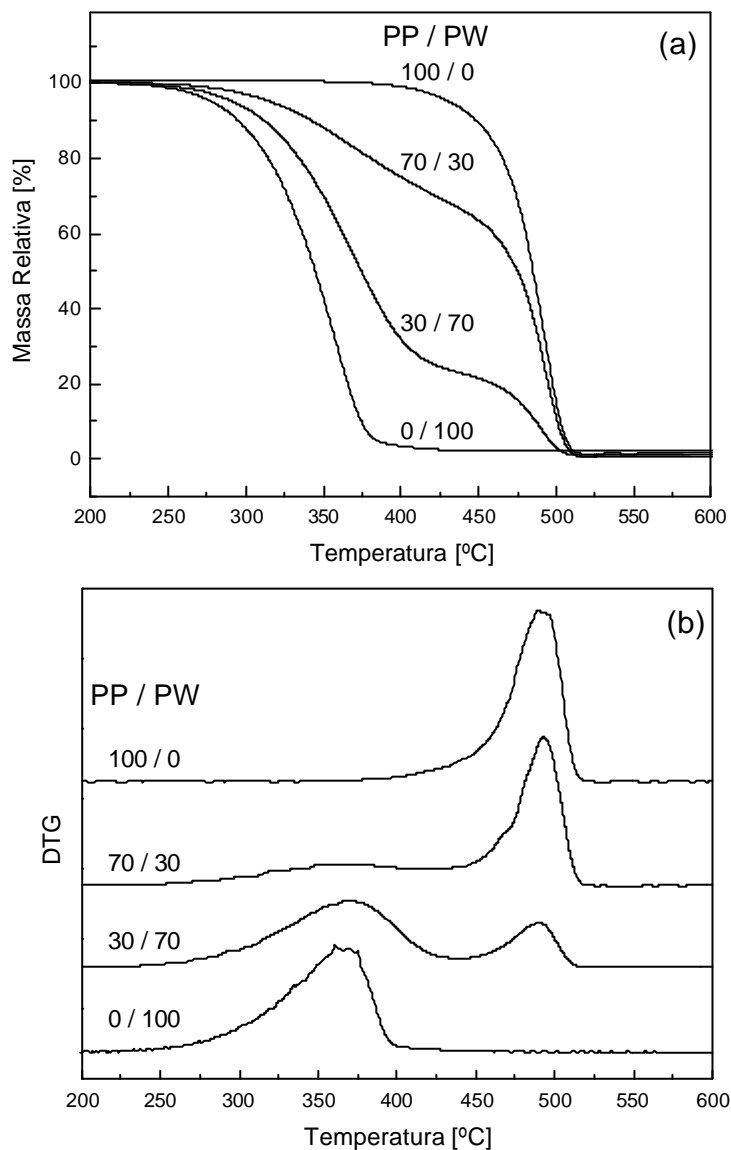 PP / PW
(a)
100 / 0
70 / 30
30 / 70
0 / 100
100
80
60
40
20
0
Massa Relativa [%]
200 250 300 350 400 450 500 550 600
Temperatura [ºC]
(b)
PP / PW
100 / 0
70 / 30
30 / 70
0 / 100
DTG
200 250 300 350 400 450 500 550 600
Temperatura [ºC]